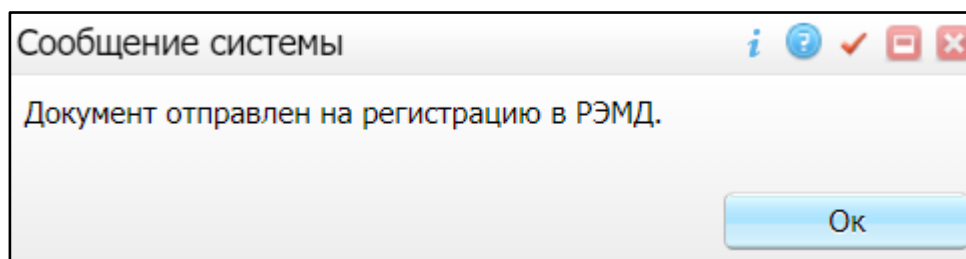 Сообщение системы
Документ отправлен на регистрацию в РЭМД.
Ок